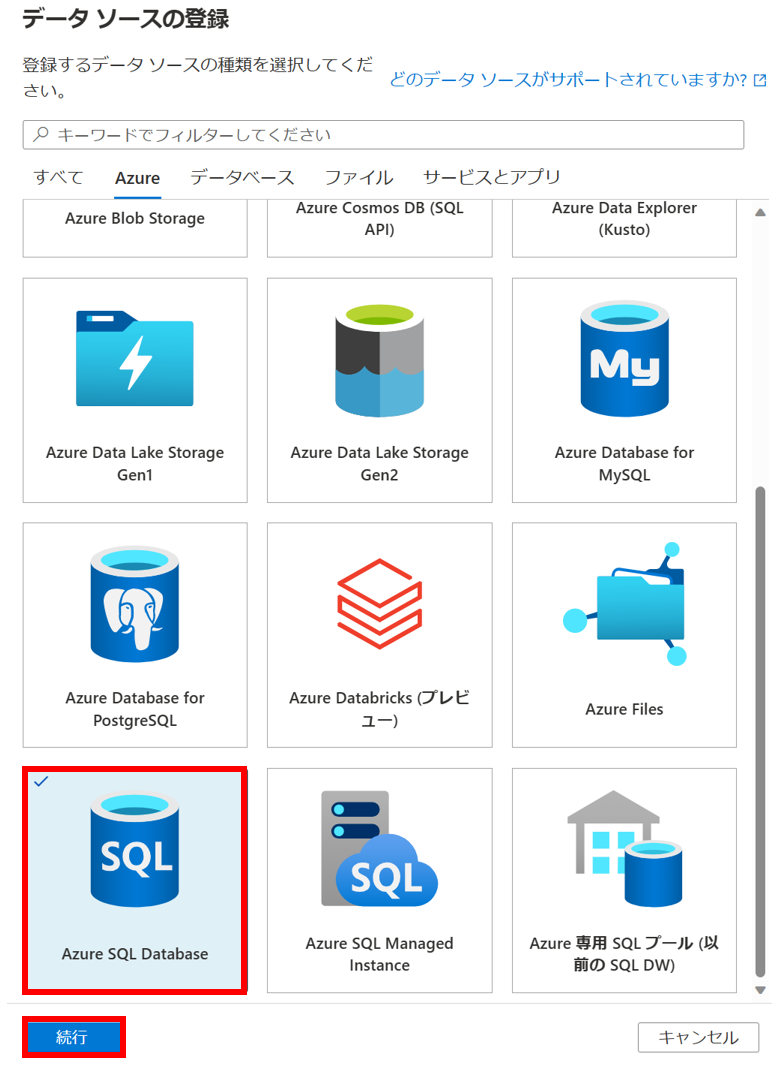 データ ソースの登録
登録するデータ ソースの種類を選択してくだ
さい。
どのデータ ソースがサポートされていますか?
キーワードでフィルターしてください
すべて Azure データベース ファイル サービスとアプリ
Azure Blob Storage
Azure Cosmos DB (SQL
API)
Azure Data Explorer
(Kusto)
Azure Data Lake Storage
Gen1
Azure Data Lake Storage
Gen2
My
Azure Database for
MySQL
Azure Database for
PostgreSQL
Azure Databricks (プレビ
ュー)
Azure Files
SQL
Azure SQL Database
SQL
Azure SQL Managed
Instance
Azure 専用 SQL プール (以
前の SQL DW)
続行
キャンセル